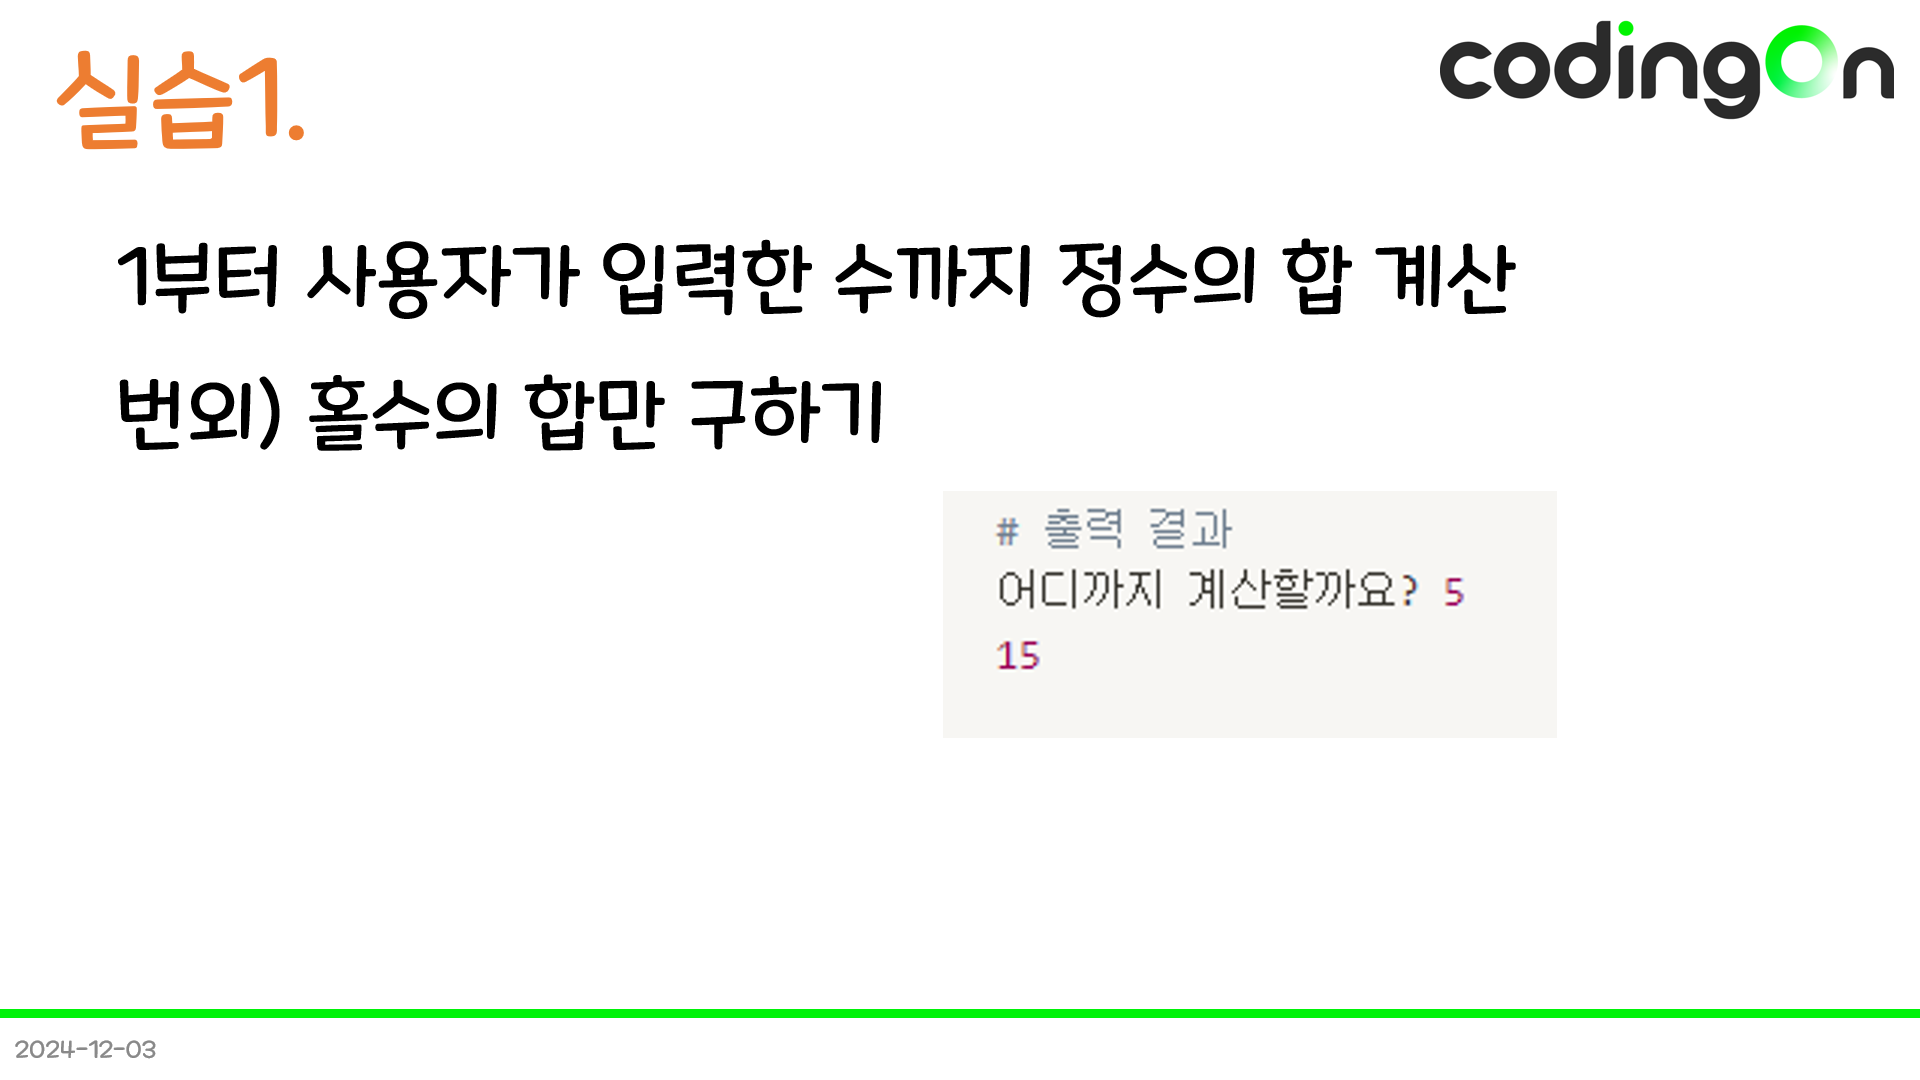 실습1.
codingOn
1부터 사용자가 입력한 수까지 정수의 합 계산
번외) 홀수의 합만 구하기
# 출력 결과
어디까지 계산할까요? 5
15
2024-12-03